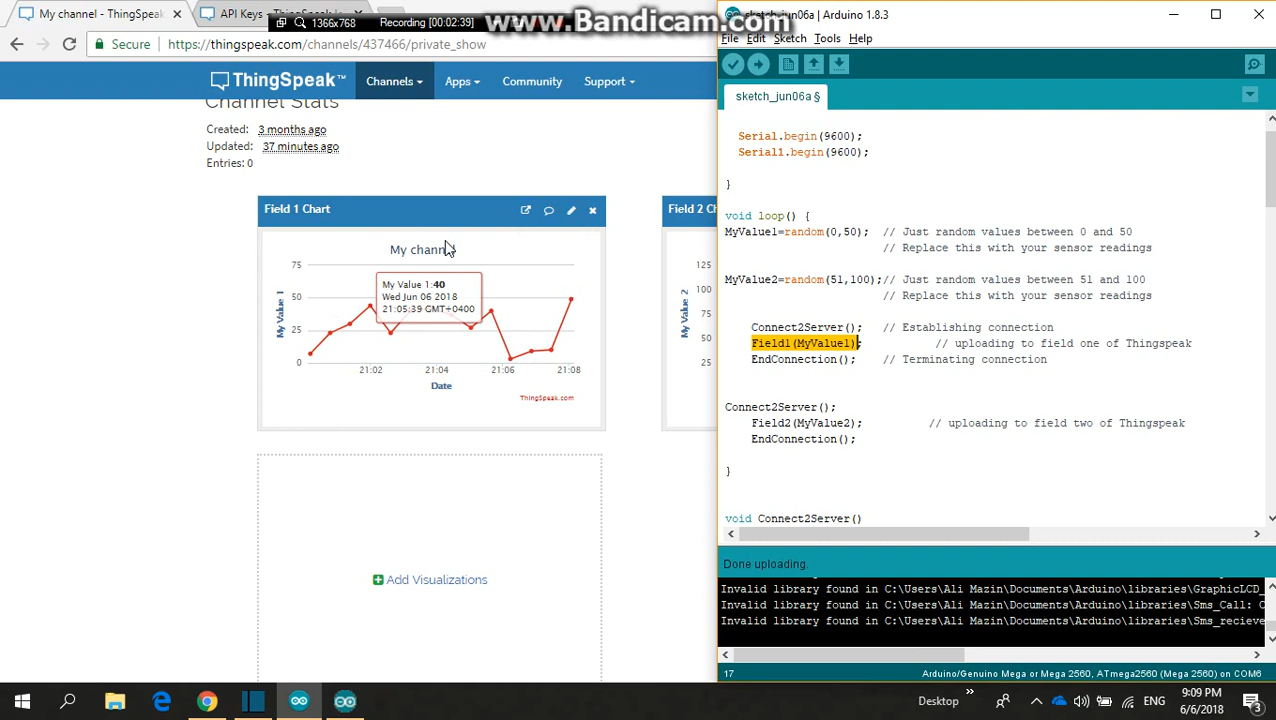 My channel - ThingSpeak
API Keys - ThingSpeak
1366x768
Recording [00:02:39]
www.Bandicam.com
sketch_jun06a | Arduino 1.8.3
Secure
https://thingspeak.com/channels/437466/private_show
File Edit Sketch Tools Help
ThingSpeak™
Channels
Apps
Community
Support
sketch_jun06a §
Channel Stats
Created: 3 months ago
Updated: 37 minutes ago
Entries: 0
Field 1 Chart
Field 2 Ch
My channel
75
50
25
0
My Value 1
My Value 1:40
Wed Jun 06 2018
21:05:39 GMT+0400
21:02
21:04
21:06
21:08
Date
ThingSpeak.com
125
100
75
50
25
My Value 2
Add Visualizations
Serial.begin(9600);
Serial1.begin(9600);
}
void loop() {
MyValue1=random(0,50); // Just random values between 0 and 50
// Replace this with your sensor readings
MyValue2=random(51,100);// Just random values between 51 and 100
// Replace this with your sensor readings
Connect2Server(); // Establishing connection
Field1(MyValue1); // uploading to field one of Thingspeak
EndConnection(); // Terminating connection
Connect2Server();
Field2(MyValue2); // uploading to field two of Thingspeak
EndConnection();
}
void Connect2Server()
Done uploading.
Invalid library found in C:\Users\Ali Mazin\Documents\Arduino\libraries\GraphicLCD_
Invalid library found in C:\Users\Ali Mazin\Documents\Arduino\libraries\Sms_Call: C
Invalid library found in C:\Users\Ali Mazin\Documents\Arduino\libraries\Sms_recieve
17
Arduino/Genuino Mega or Mega 2560, ATmega2560 (Mega 2560) on COM6
Desktop
ENG
9:09 PM
6/6/2018
3